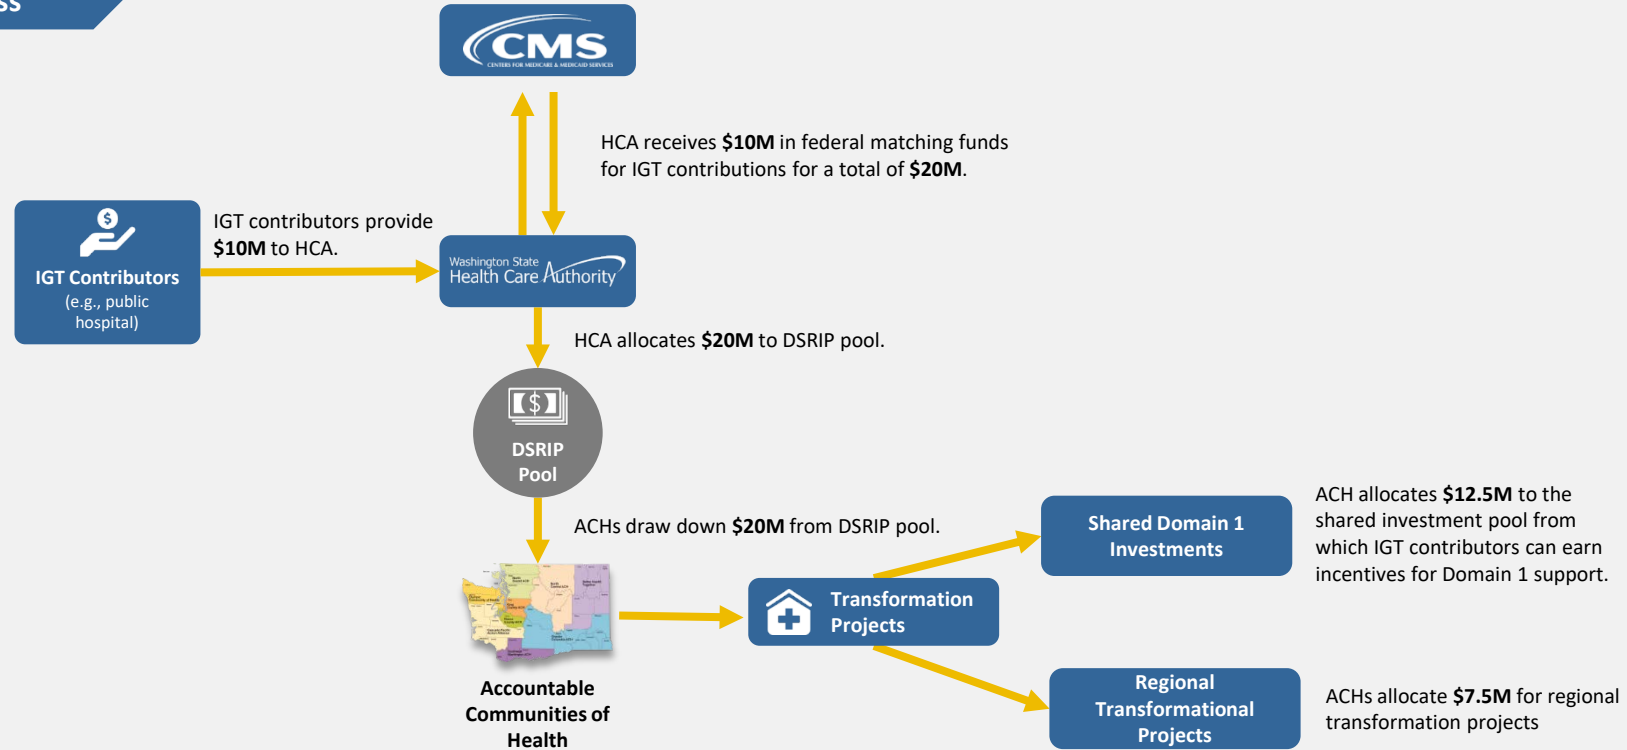 ss
CMS
CENTERS FOR MEDICARE & MEDICAID SERVICES
HCA receives $10M in federal matching funds
for IGT contributions for a total of $20M.
$
IGT Contributors
(e.g., public
hospital)
IGT contributors provide
$10M to HCA.
Washington State
Health Care Authority
HCA allocates $20M to DSRIP pool.
$
DSRIP
Pool
ACHs draw down $20M from DSRIP pool.
Accountable
Communities of
Health
Transformation
Projects
Shared Domain 1
Investments
ACH allocates $12.5M to the
shared investment pool from
which IGT contributors can earn
incentives for Domain 1 support.
Regional
Transformational
Projects
ACHs allocate $7.5M for regional
transformation projects